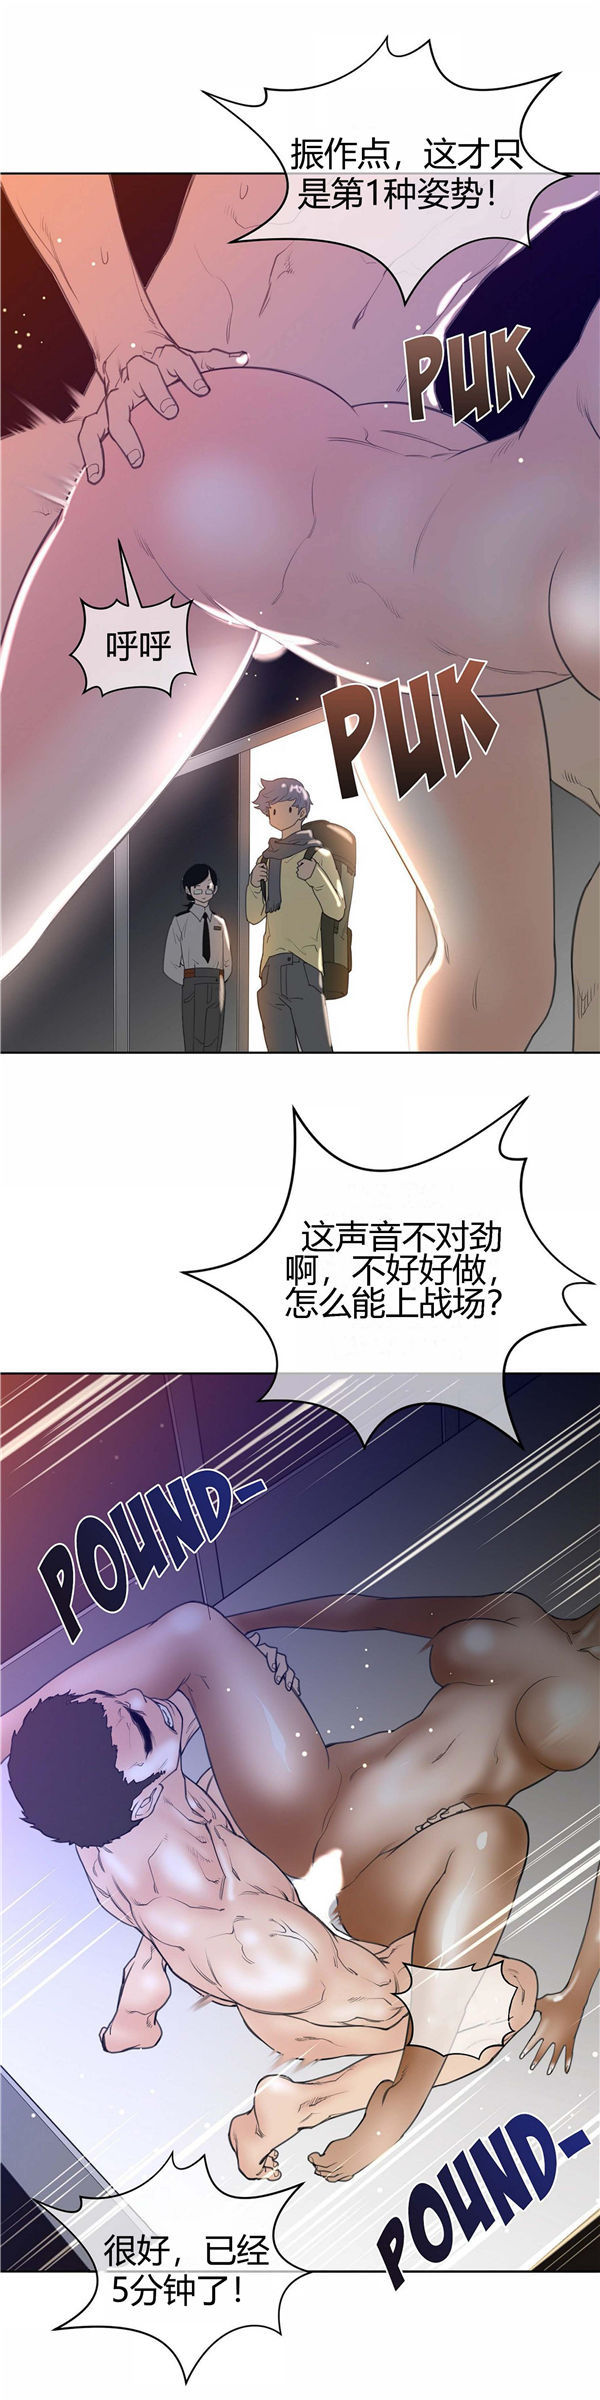 振作点，这才只
是第1种姿势！
PUK
呼呼
PUK
这声音不对劲
啊，不好好做，
怎么能上战场？
POUND-
POUND-
很好，已经
5分钟了！